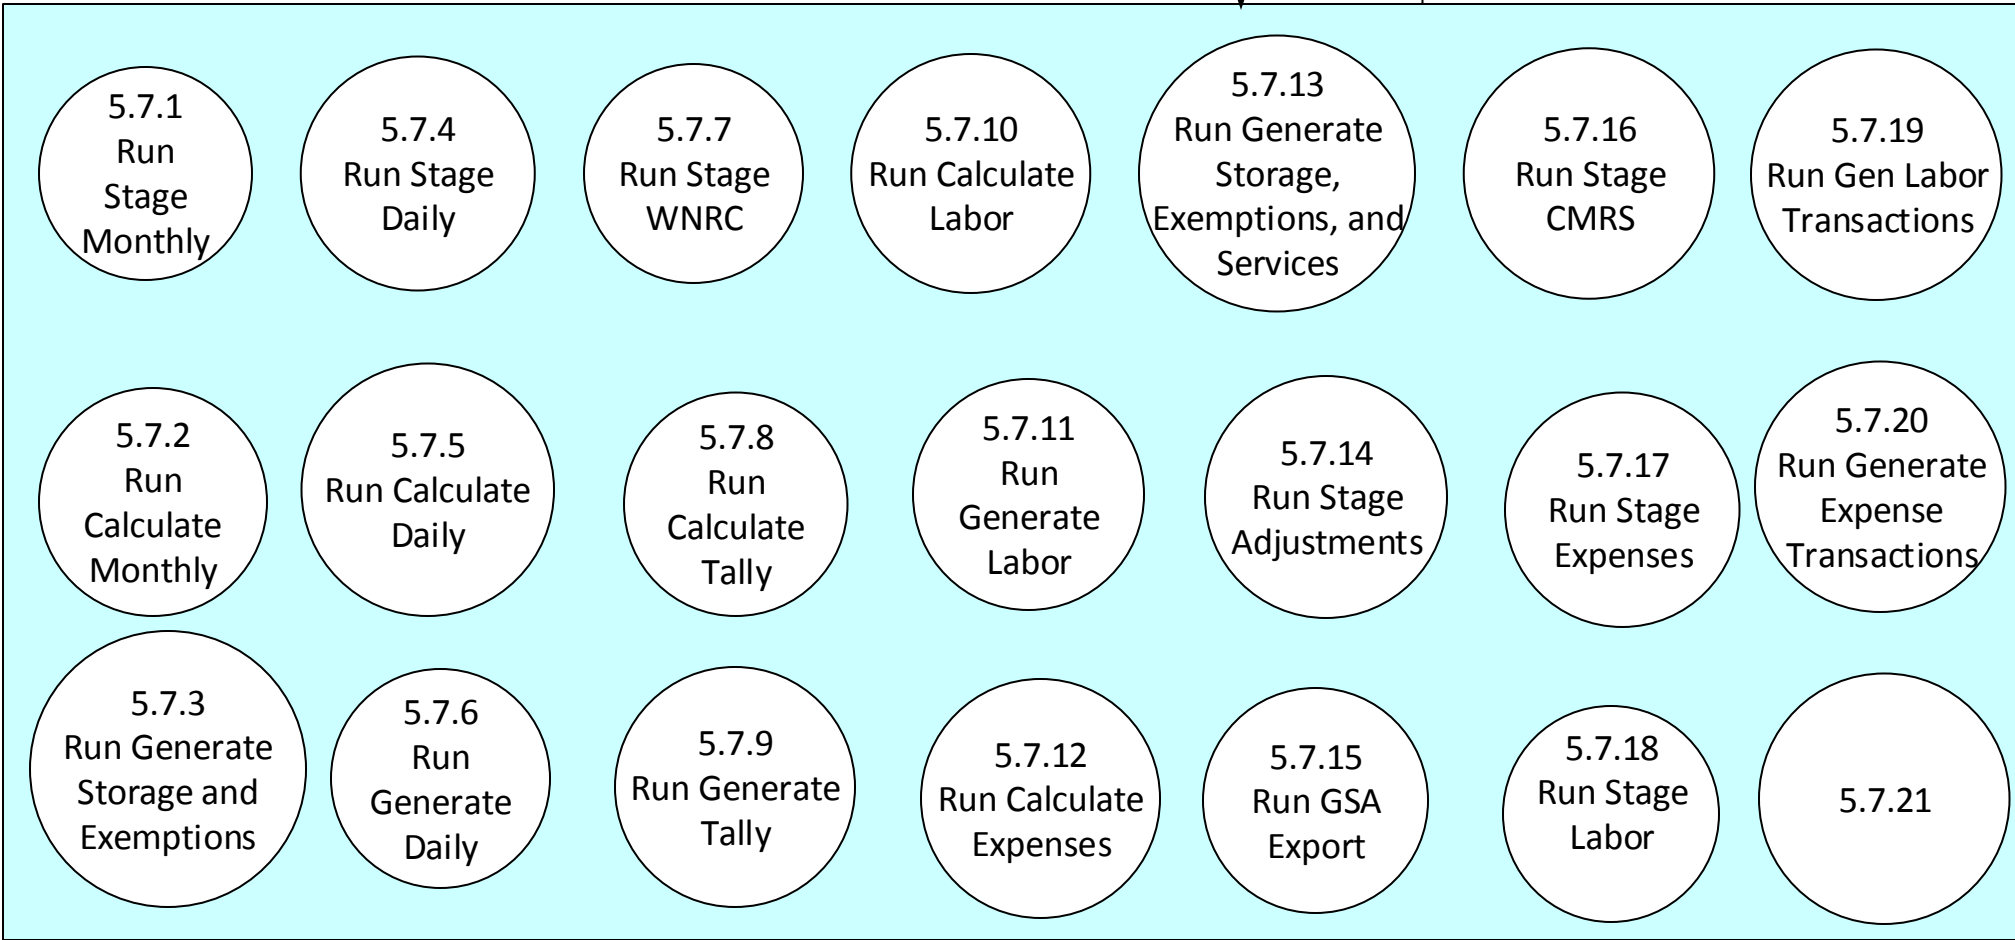 5.7.1
Run
Stage
Monthly
5.7.4
Run Stage
Daily
5.7.7
Run Stage
WNRC
5.7.10
Run Calculate
Labor
5.7.13
Run Generate
Storage,
Exemptions, and
Services
5.7.16
Run Stage
CMRS
5.7.19
Run Gen Labor
Transactions
5.7.2
Run
Calculate
Monthly
5.7.5
Run Calculate
Daily
5.7.8
Run
Calculate
Tally
5.7.11
Run
Generate
Labor
5.7.14
Run Stage
Adjustments
5.7.17
Run Stage
Expenses
5.7.20
Run Generate
Expense
Transactions
5.7.3
Run Generate
Storage and
Exemptions
5.7.6
Run
Generate
Daily
5.7.9
Run Generate
Tally
5.7.12
Run Calculate
Expenses
5.7.15
Run GSA
Export
5.7.18
Run Stage
Labor
5.7.21